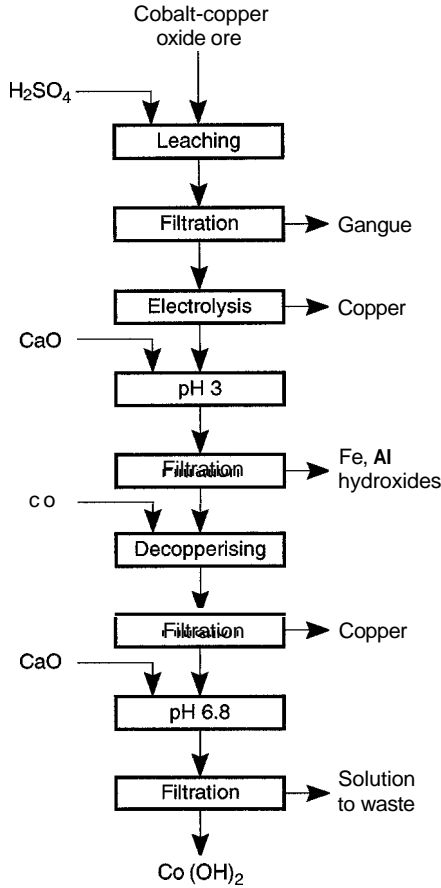 Cobalt-copper
oxide ore
H₂SO₄
Leaching
Filtration
Gangue
Electrolysis
Copper
CaO
pH 3
Filtration
Fe, Al
hydroxides
c o
Decopperising
Filtration
Copper
CaO
pH 6.8
Filtration
Solution
to waste
Co (OH)₂